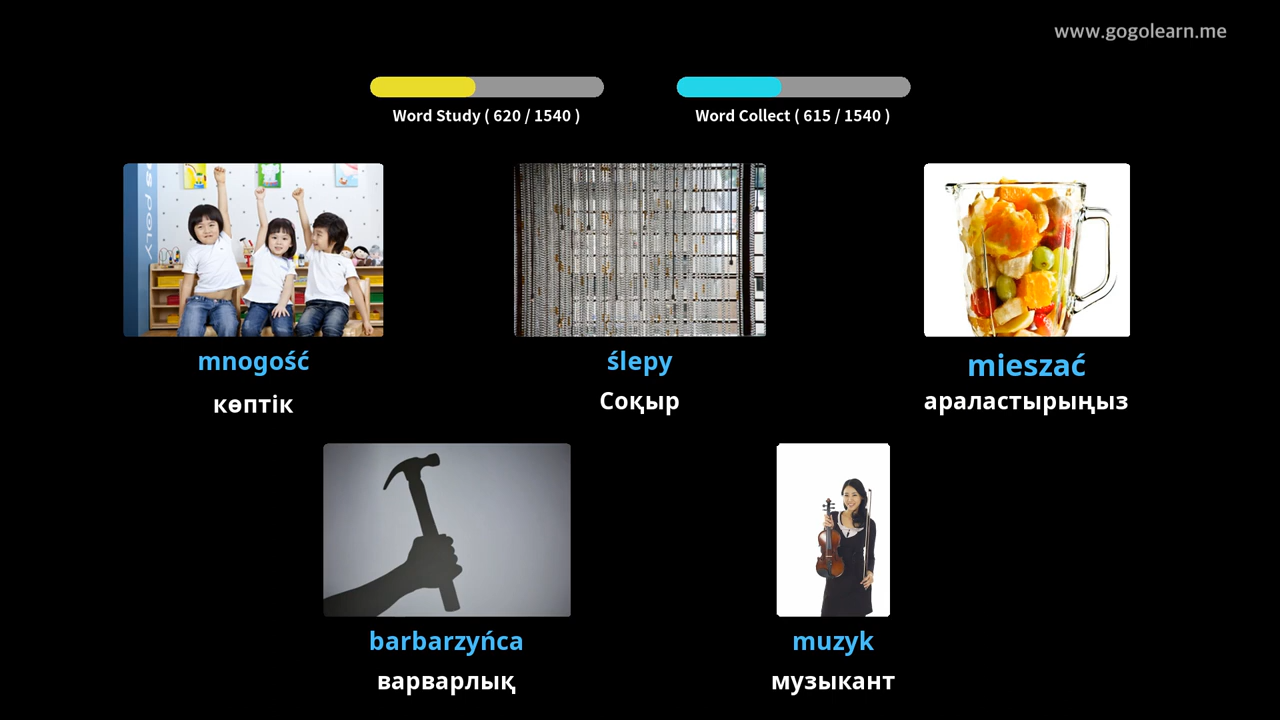 www.gogolearn.me
Word Study ( 620 / 1540 )
Word Collect ( 615 / 1540 )
POLY
mnogość
ślepy
mieszać
көптік
Соқыр
араластырыңыз
barbarzyńca
muzyk
варварлық
музыкант